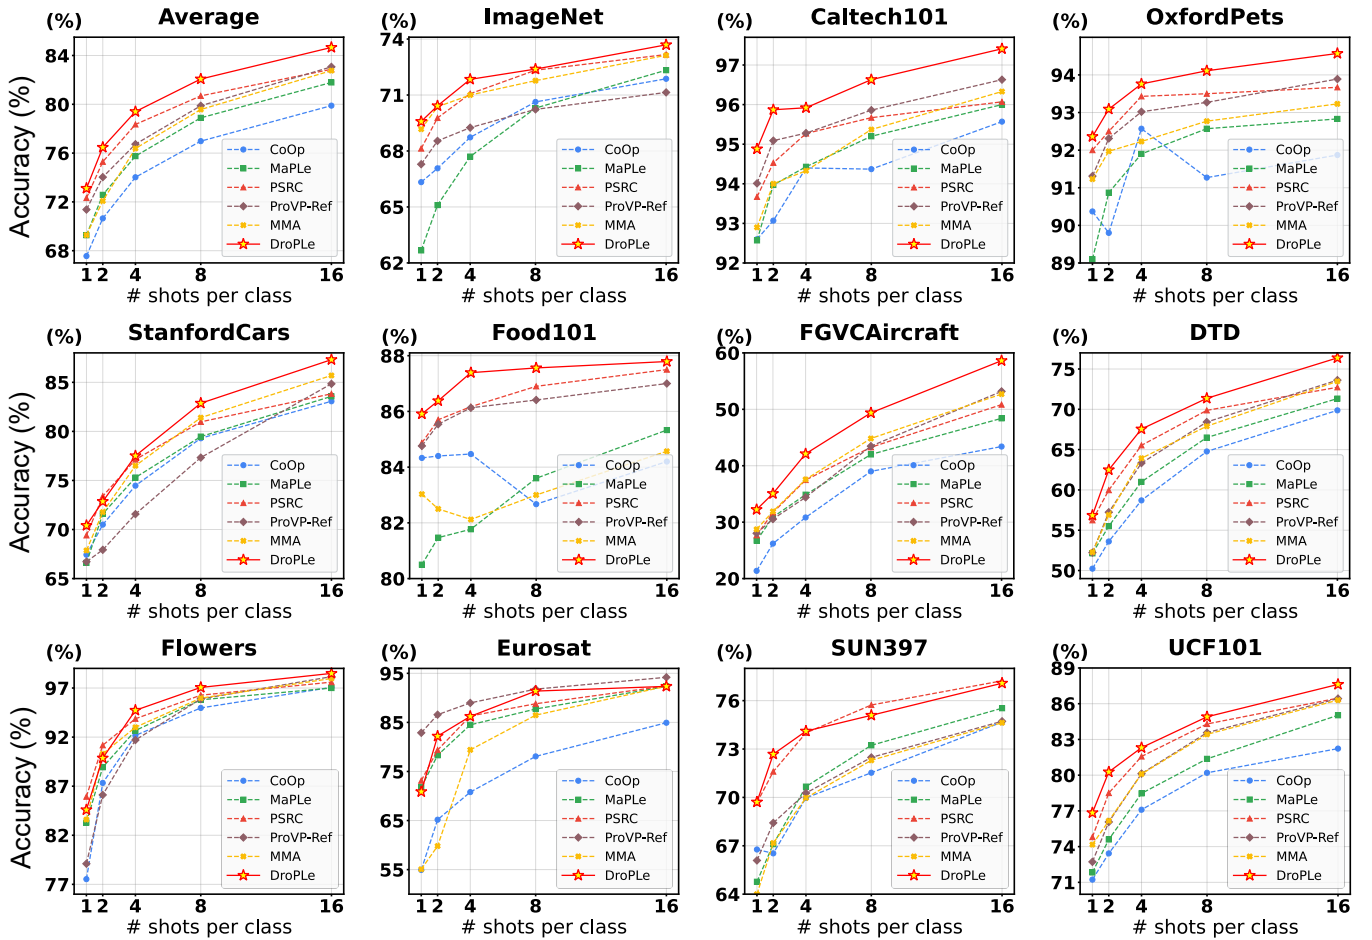 (%) Average
Accuracy (%)
84
80
76
72
68
CoOp
MaPLe
PSRC
ProVP-Ref
MMA
DroPLe
1 2 4 8 16
# shots per class
(%) ImageNet
74
71
68
65
62
CoOp
MaPLe
PSRC
ProVP-Ref
MMA
DroPLe
1 2 4 8 16
# shots per class
(%) Caltech101
97
96
95
94
93
92
CoOp
MaPLe
PSRC
ProVP-Ref
MMA
DroPLe
1 2 4 8 16
# shots per class
(%) OxfordPets
94
93
92
91
90
89
CoOp
MaPLe
PSRC
ProVP-Ref
MMA
DroPLe
1 2 4 8 16
# shots per class
(%) StanfordCars
Accuracy (%)
85
80
75
70
65
CoOp
MaPLe
PSRC
ProVP-Ref
MMA
DroPLe
1 2 4 8 16
# shots per class
(%) Food101
88
86
84
82
80
CoOp
MaPLe
PSRC
ProVP-Ref
MMA
DroPLe
1 2 4 8 16
# shots per class
(%) FGVCAircraft
60
50
40
30
20
CoOp
MaPLe
PSRC
ProVP-Ref
MMA
DroPLe
1 2 4 8 16
# shots per class
(%) DTD
75
70
65
60
55
50
CoOp
MaPLe
PSRC
ProVP-Ref
MMA
DroPLe
1 2 4 8 16
# shots per class
(%) Flowers
Accuracy (%)
97
92
87
82
77
CoOp
MaPLe
PSRC
ProVP-Ref
MMA
DroPLe
1 2 4 8 16
# shots per class
(%) Eurosat
95
85
75
65
55
CoOp
MaPLe
PSRC
ProVP-Ref
MMA
DroPLe
1 2 4 8 16
# shots per class
(%) SUN397
76
73
70
67
64
CoOp
MaPLe
PSRC
ProVP-Ref
MMA
DroPLe
1 2 4 8 16
# shots per class
(%) UCF101
89
86
83
80
77
74
71
CoOp
MaPLe
PSRC
ProVP-Ref
MMA
DroPLe
1 2 4 8 16
# shots per class